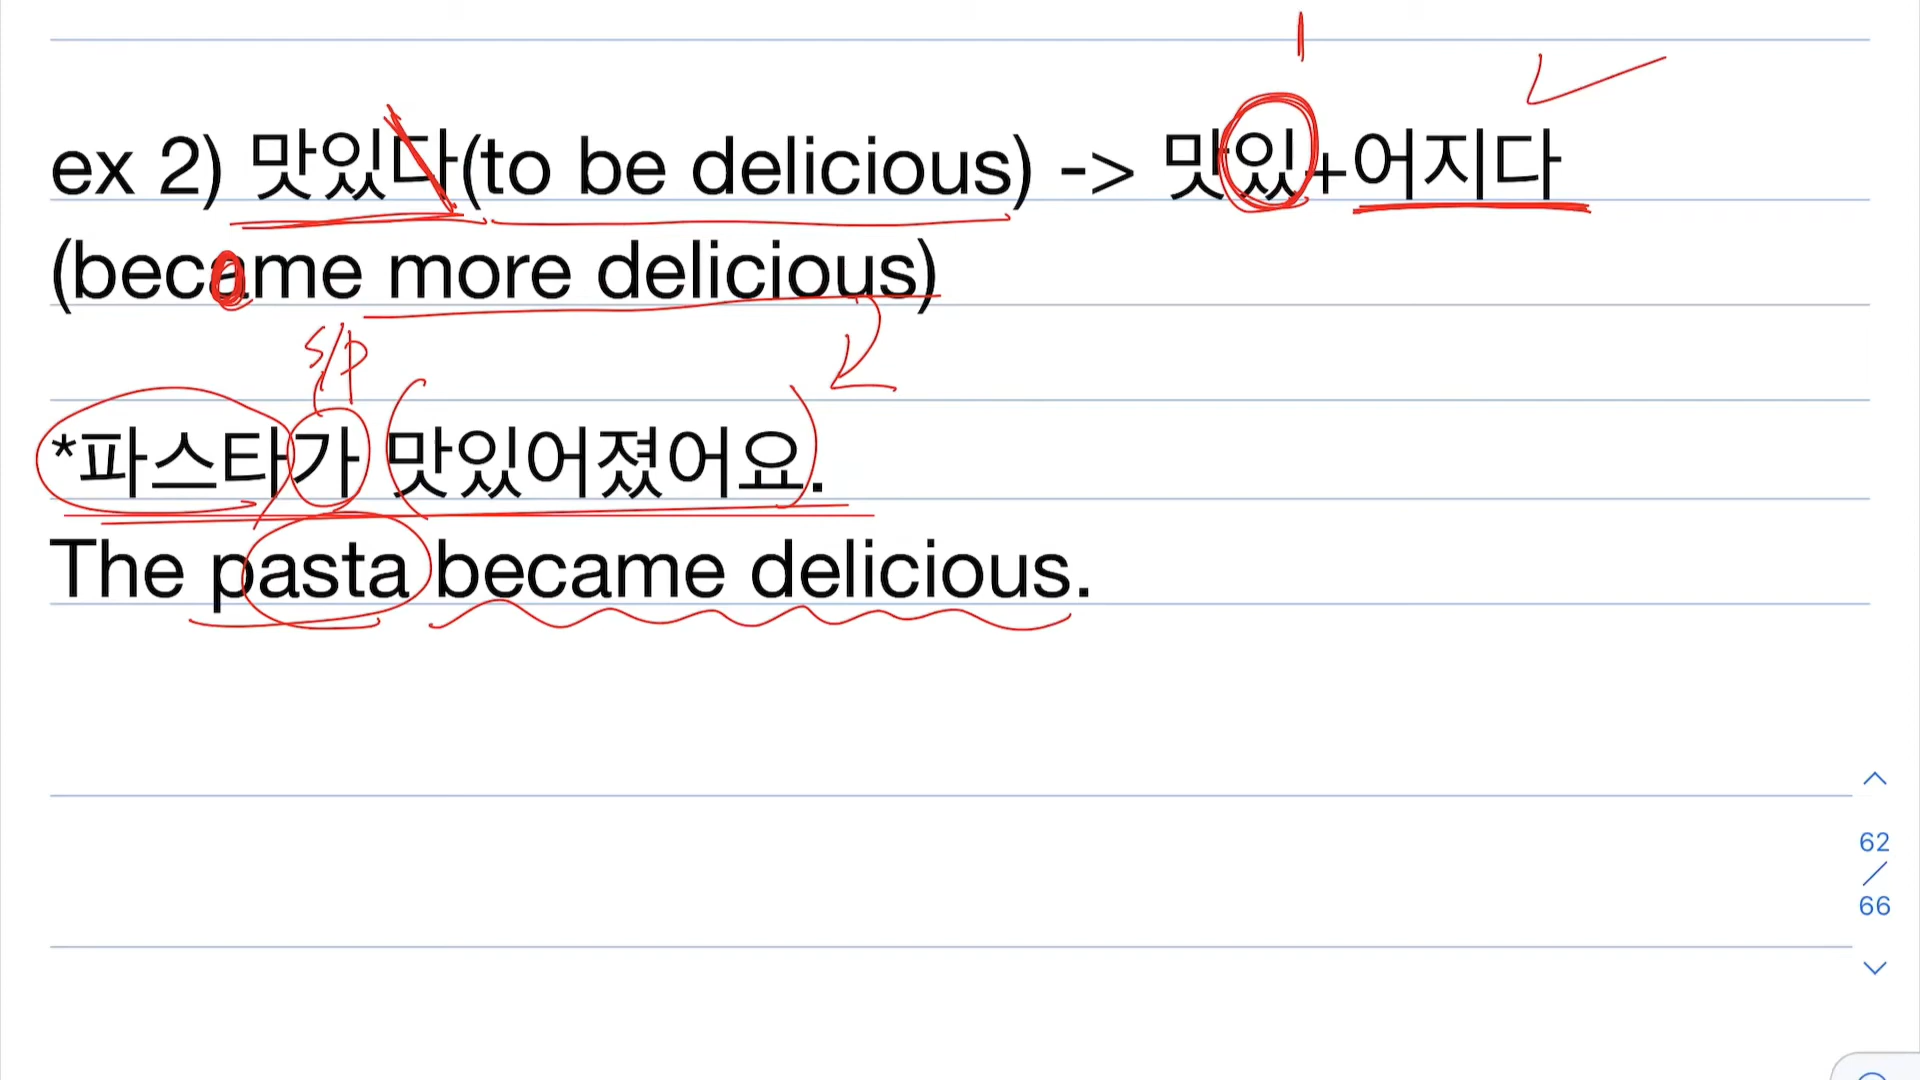 ex 2) 맛있다(to be delicious) -> 맛있+어지다
(became more delicious)
S/P
*파스타가 맛있어졌어요.
The pasta became delicious.
62
/
66